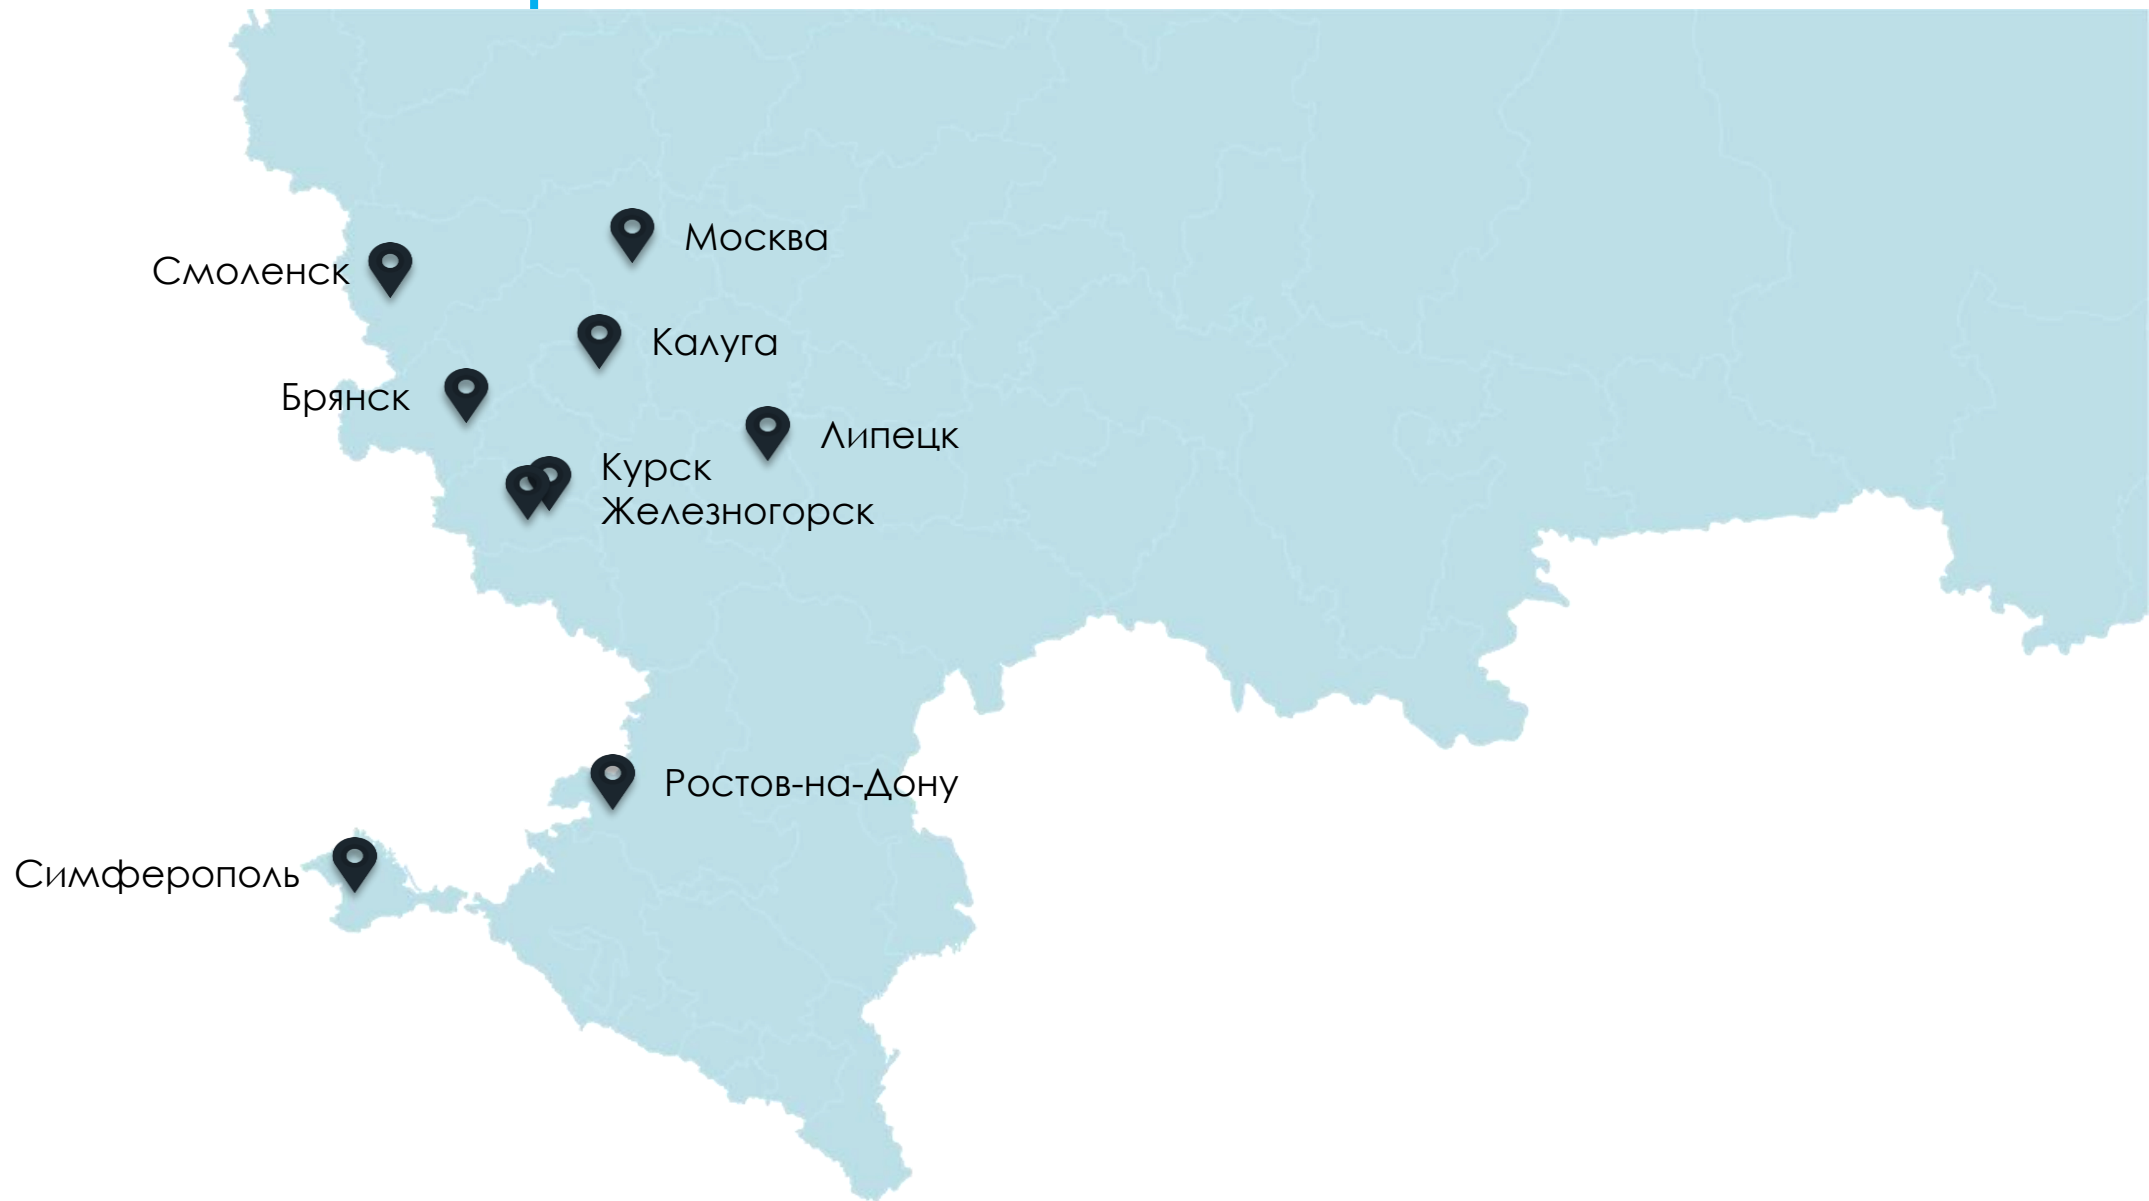 Москва
Смоленск
Калуга
Брянск
Липецк
Курск
Железногорск
Ростов-на-Дону
Симферополь